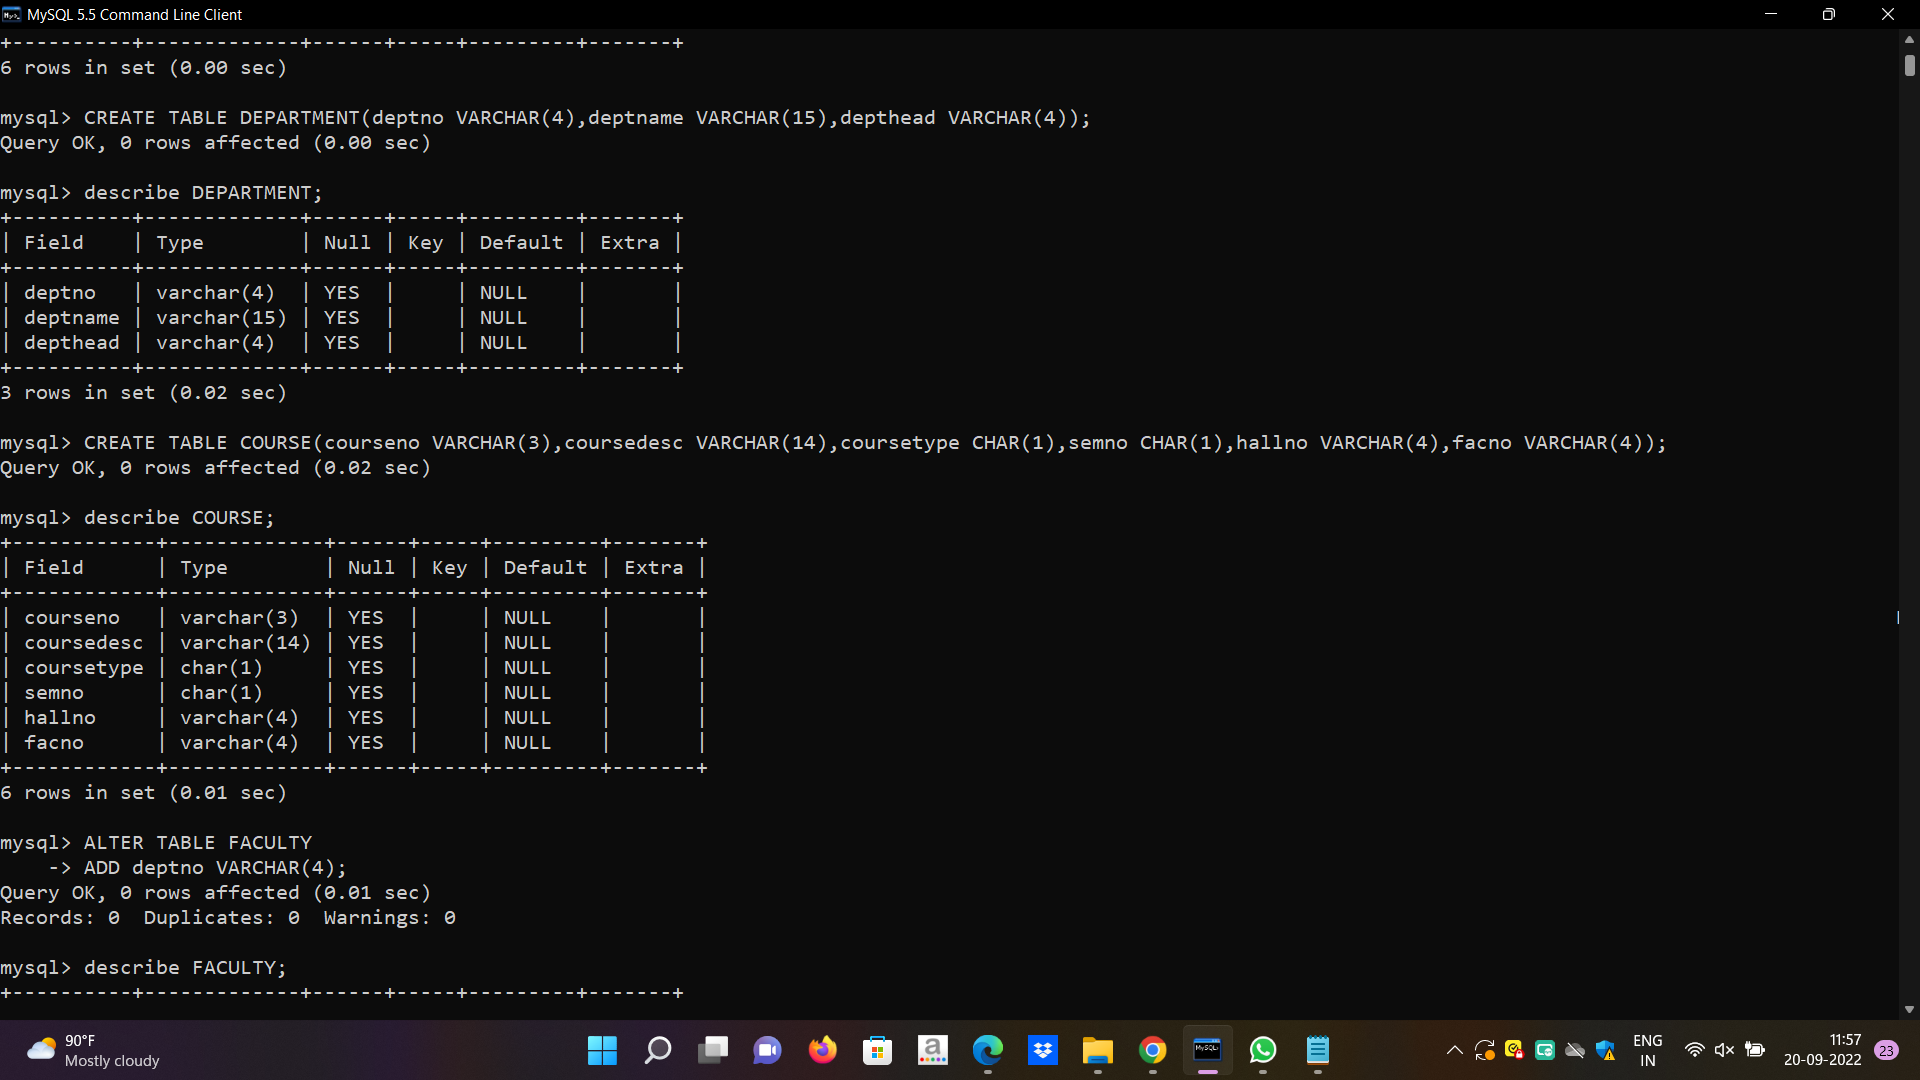 MySQL 5.5 Command Line Client
+----------+-------------+------+-----+---------+-------+
6 rows in set (0.00 sec)
mysql> CREATE TABLE DEPARTMENT(deptno VARCHAR(4),deptname VARCHAR(15),depthead VARCHAR(4));
Query OK, 0 rows affected (0.00 sec)
mysql> describe DEPARTMENT;
+----------+-------------+------+-----+---------+-------+
| Field    | Type        | Null | Key | Default | Extra |
+----------+-------------+------+-----+---------+-------+
| deptno   | varchar(4)  | YES  |     | NULL    |       |
| deptname | varchar(15) | YES  |     | NULL    |       |
| depthead | varchar(4)  | YES  |     | NULL    |       |
+----------+-------------+------+-----+---------+-------+
3 rows in set (0.02 sec)
mysql> CREATE TABLE COURSE(courseno VARCHAR(3),coursedesc VARCHAR(14),coursetype CHAR(1),semno CHAR(1),hallno VARCHAR(4),facno VARCHAR(4));
Query OK, 0 rows affected (0.02 sec)
mysql> describe COURSE;
+------------+-------------+------+-----+---------+-------+
| Field      | Type        | Null | Key | Default | Extra |
+------------+-------------+------+-----+---------+-------+
| courseno   | varchar(3)  | YES  |     | NULL    |       |
| coursedesc | varchar(14) | YES  |     | NULL    |       |
| coursetype | char(1)     | YES  |     | NULL    |       |
| semno      | char(1)     | YES  |     | NULL    |       |
| hallno     | varchar(4)  | YES  |     | NULL    |       |
| facno      | varchar(4)  | YES  |     | NULL    |       |
+------------+-------------+------+-----+---------+-------+
6 rows in set (0.01 sec)
mysql> ALTER TABLE FACULTY
    -> ADD deptno VARCHAR(4);
Query OK, 0 rows affected (0.01 sec)
Records: 0  Duplicates: 0  Warnings: 0
mysql> describe FACULTY;
+----------+-------------+------+-----+---------+-------+
90°F
Mostly cloudy
ENG
IN
11:57
20-09-2022
23